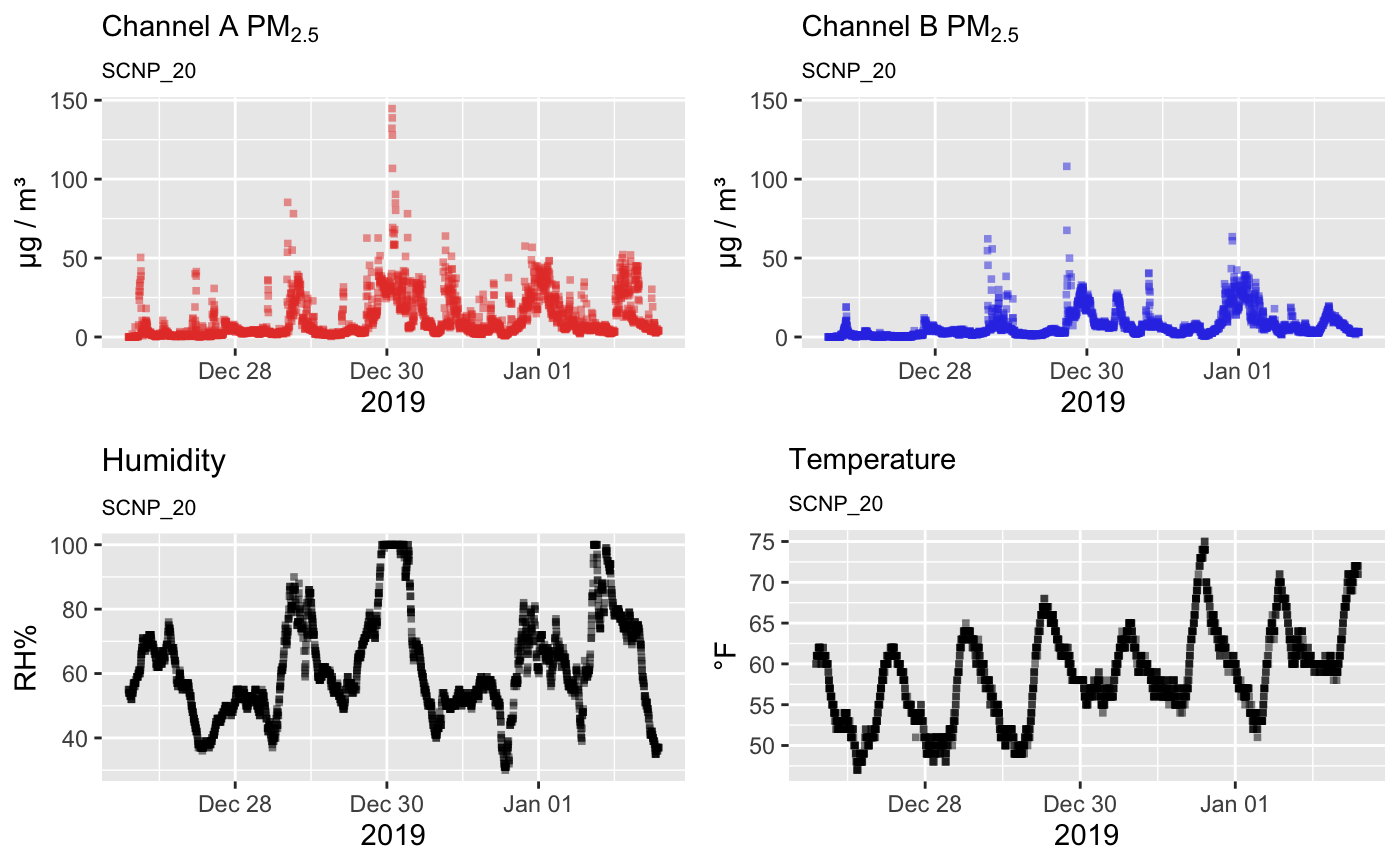 Channel A PM2.5
SCNP_20
150
100
50
0
µg / m³
Dec 28
Dec 30
Jan 01
2019
Channel B PM2.5
SCNP_20
150
100
50
0
µg / m³
Dec 28
Dec 30
Jan 01
2019
Humidity
SCNP_20
100
80
60
40
RH%
Dec 28
Dec 30
Jan 01
2019
Temperature
SCNP_20
75
70
65
60
55
50
°F
Dec 28
Dec 30
Jan 01
2019